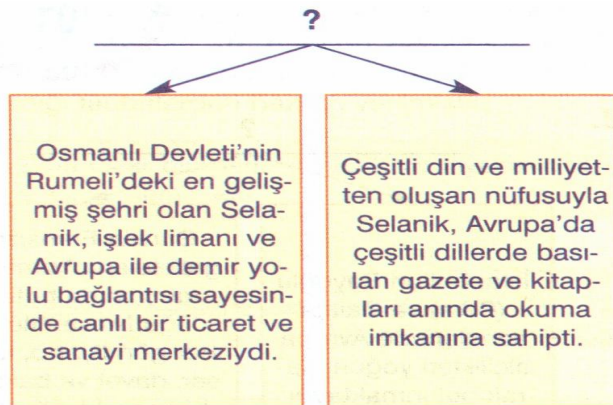 ?
Osmanlı Devleti'nin
Rumeli'deki en geliş-
miş şehri olan Sela-
nik, işlek limanı ve
Avrupa ile demir yo-
lu bağlantısı sayesin-
de canlı bir ticaret ve
sanayi merkeziydi.
Çeşitli din ve milliyet-
ten oluşan nüfusuyla
Selanik, Avrupa'da
çeşitli dillerde bası-
lan gazete ve kitap-
ları anında okuma
imkanına sahipti.